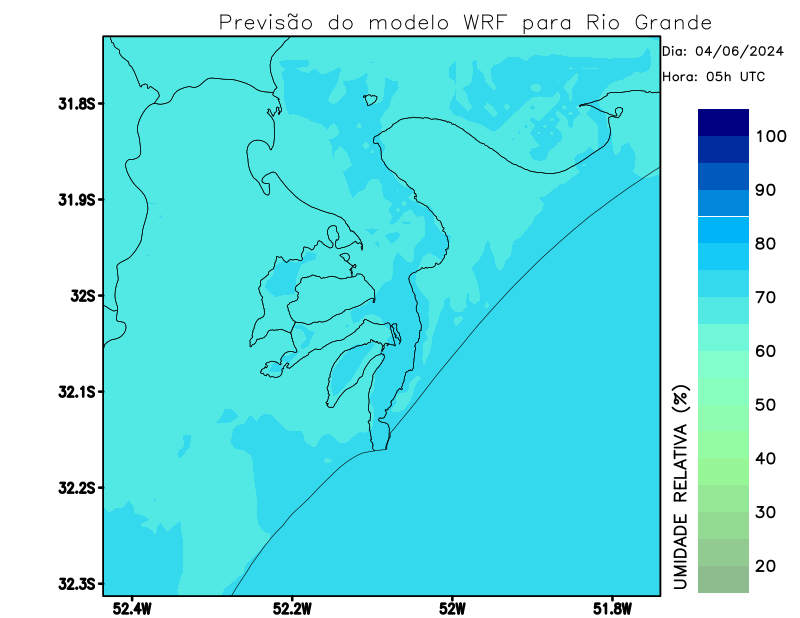 Previsão do modelo WRF para Rio Grande
Dia: 04/06/2024
Hora: 05h UTC
31.8S
31.9S
32S
32.1S
32.2S
32.3S
52.4W
52.2W
52W
51.8W
UMIDADE RELATIVA (%)
100
90
80
70
60
50
40
30
20